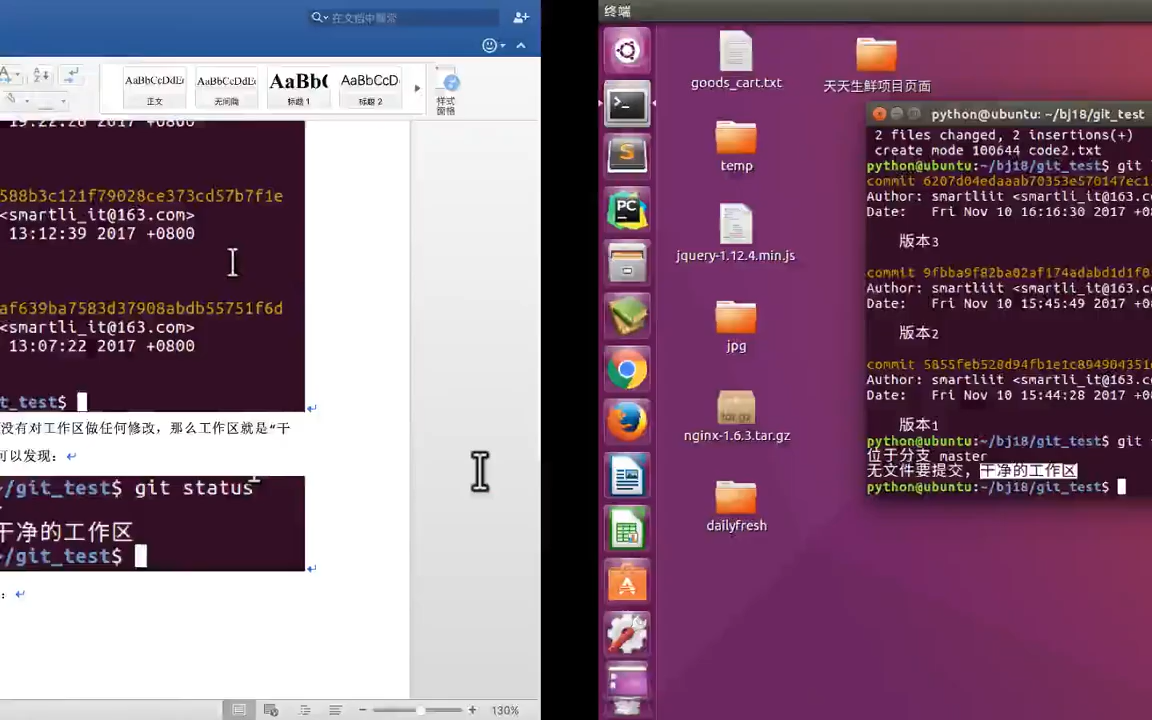 在文档中搜索
AaBbCcDdEe
正文
AaBbCcDdEe
无间隔
AaBbC
标题 1
AaBbCcD
标题 2
样式
窗格
19:22:26 2017 +0800
588b3c121f79028ce373cd57b7f1e
<smartli_it@163.com>
13:12:39 2017 +0800
af639ba7583d37908abdb55751f6d
<smartli_it@163.com>
13:07:22 2017 +0800
t_test$
没有对工作区做任何修改，那么工作区就是“干
可以发现：
~/git_test$ git status
干净的工作区
~/git_test$
：
130%
终端
goods_cart.txt
天天生鲜项目页面
temp
jquery-1.12.4.min.js
jpg
tar.gz
nginx-1.6.3.tar.gz
dailyfresh
python@ubuntu: ~/bj18/git_test
2 files changed, 2 insertions(+)
create mode 100644 code2.txt
python@ubuntu:~/bj18/git_test$ git
commit 6207d04edaaab70353e570147ec1
Author: smartliit <smartli_it@163.c
Date: Fri Nov 10 16:16:30 2017 +0
版本3
commit 9fbba9f82ba02af174adabd1d1f0
Author: smartliit <smartli_it@163.c
Date: Fri Nov 10 15:45:49 2017 +0
版本2
commit 5855feb528d94fb1e1c894904351
Author: smartliit <smartli_it@163.c
Date: Fri Nov 10 15:44:28 2017 +0
版本1
python@ubuntu:~/bj18/git_test$ git
位于分支 master
无文件要提交，干净的工作区
python@ubuntu:~/bj18/git_test$